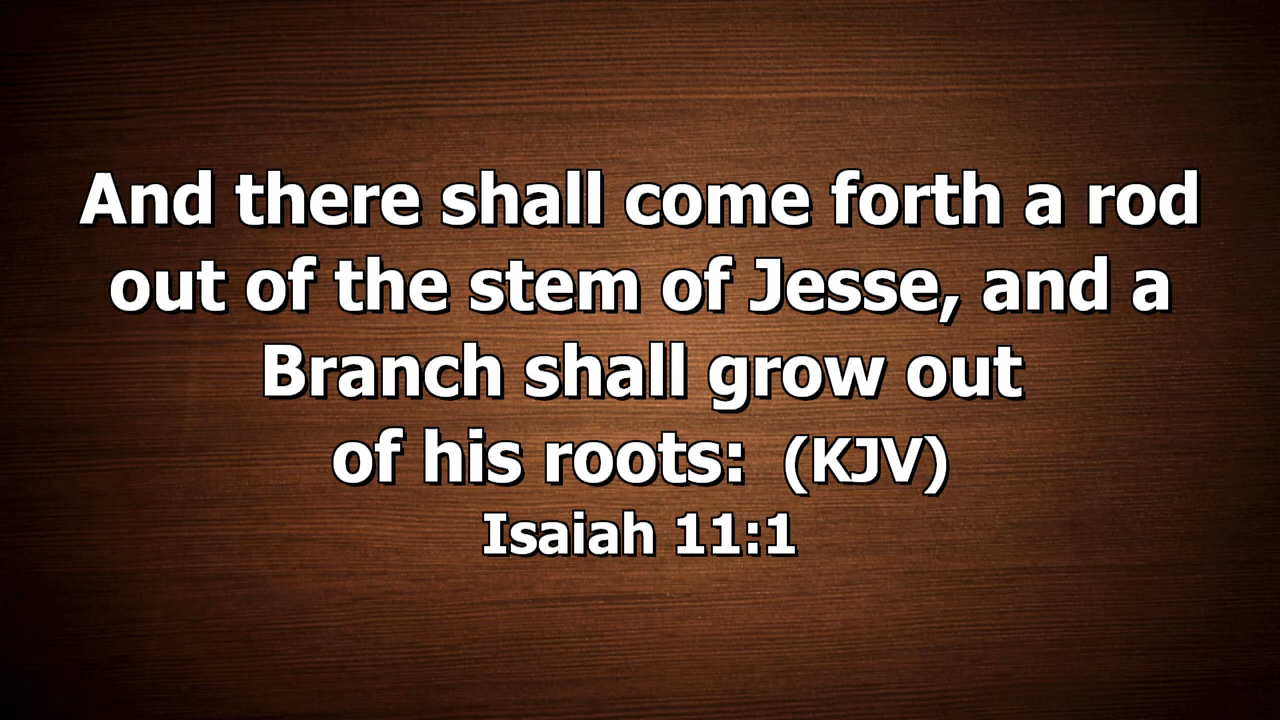 And there shall come forth a rod
out of the stem of Jesse, and a
Branch shall grow out
of his roots: (KJV)
Isaiah 11:1